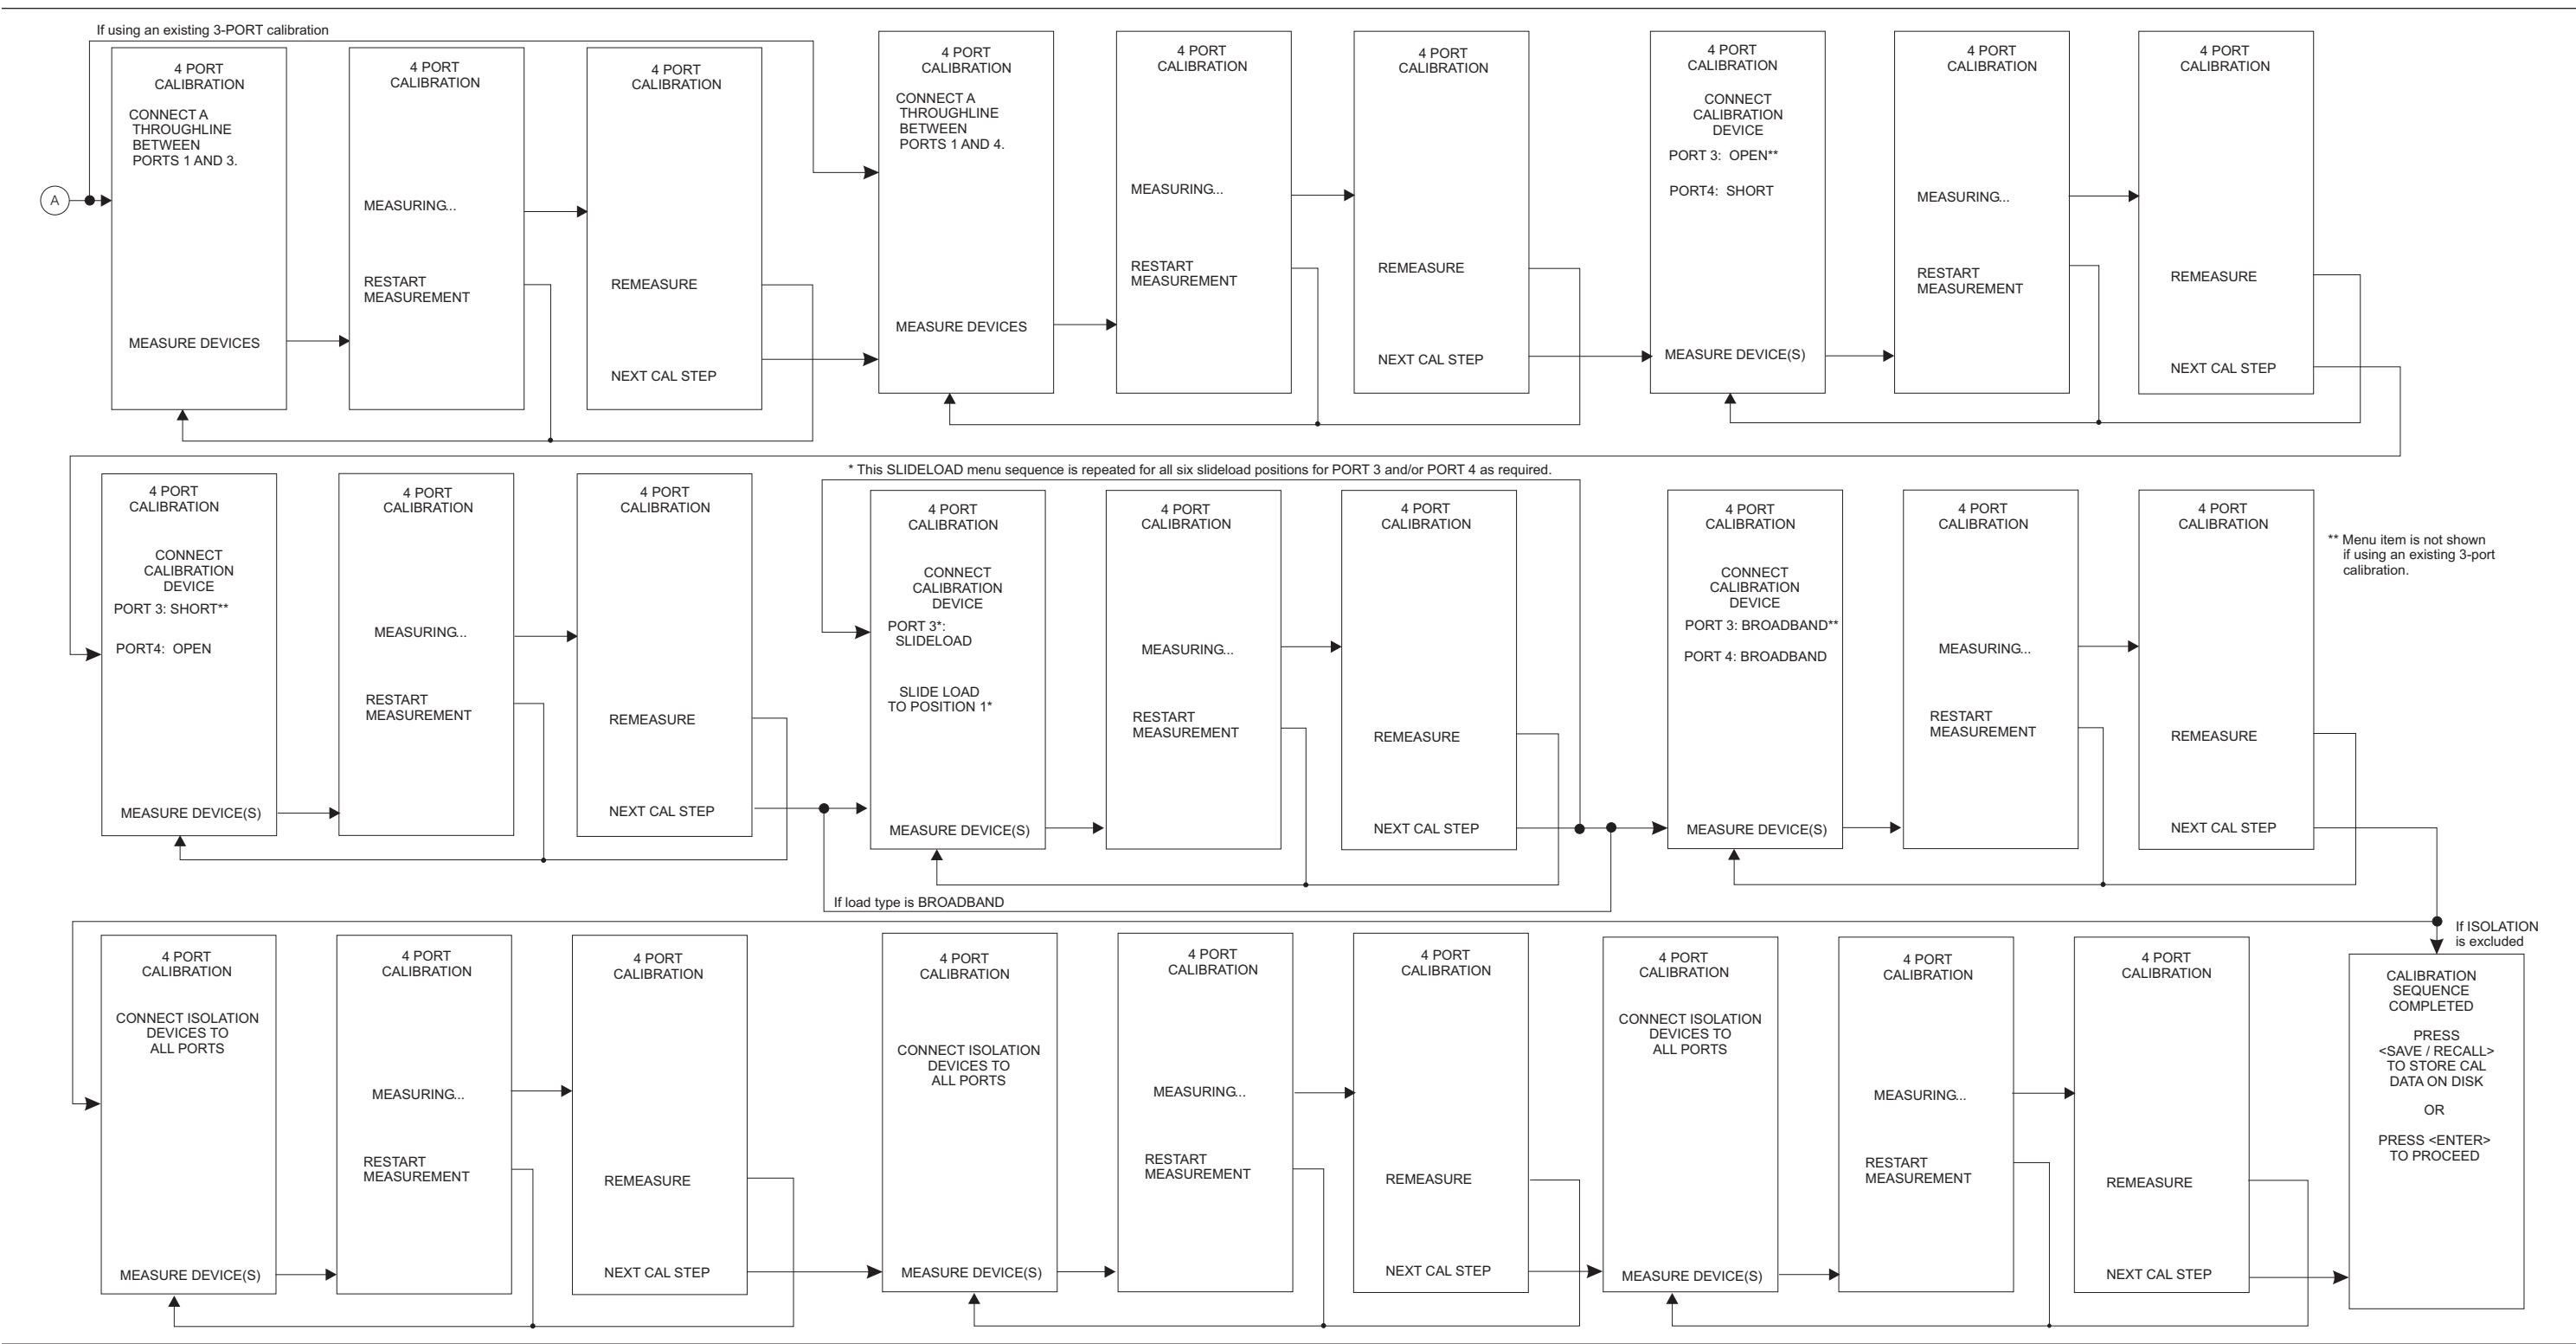 If using an existing 3-PORT calibration
A
4 PORT
CALIBRATION
CONNECT A
THROUGHLINE
BETWEEN
PORTS 1 AND 3.
MEASURE DEVICES
4 PORT
CALIBRATION
MEASURING...
RESTART
MEASUREMENT
4 PORT
CALIBRATION
REMEASURE
NEXT CAL STEP
4 PORT
CALIBRATION
CONNECT A
THROUGHLINE
BETWEEN
PORTS 1 AND 4.
MEASURE DEVICES
4 PORT
CALIBRATION
MEASURING...
RESTART
MEASUREMENT
4 PORT
CALIBRATION
REMEASURE
NEXT CAL STEP
4 PORT
CALIBRATION
CONNECT
CALIBRATION
DEVICE
PORT 3: OPEN**
PORT4: SHORT
MEASURE DEVICE(S)
4 PORT
CALIBRATION
MEASURING...
RESTART
MEASUREMENT
4 PORT
CALIBRATION
REMEASURE
NEXT CAL STEP
* This SLIDELOAD menu sequence is repeated for all six slideload positions for PORT 3 and/or PORT 4 as required.
4 PORT
CALIBRATION
CONNECT
CALIBRATION
DEVICE
PORT 3: SHORT**
PORT4: OPEN
MEASURE DEVICE(S)
4 PORT
CALIBRATION
MEASURING...
RESTART
MEASUREMENT
4 PORT
CALIBRATION
REMEASURE
NEXT CAL STEP
4 PORT
CALIBRATION
CONNECT
CALIBRATION
DEVICE
PORT 3*:
SLIDELOAD
SLIDE LOAD
TO POSITION 1*
MEASURE DEVICE(S)
4 PORT
CALIBRATION
MEASURING...
RESTART
MEASUREMENT
4 PORT
CALIBRATION
REMEASURE
NEXT CAL STEP
4 PORT
CALIBRATION
CONNECT
CALIBRATION
DEVICE
PORT 3: BROADBAND**
PORT 4: BROADBAND
MEASURE DEVICE(S)
4 PORT
CALIBRATION
MEASURING...
RESTART
MEASUREMENT
4 PORT
CALIBRATION
REMEASURE
NEXT CAL STEP
** Menu item is not shown
if using an existing 3-port
calibration.
If load type is BROADBAND
If ISOLATION
is excluded
4 PORT
CALIBRATION
CONNECT ISOLATION
DEVICES TO
ALL PORTS
MEASURE DEVICE(S)
4 PORT
CALIBRATION
MEASURING...
RESTART
MEASUREMENT
4 PORT
CALIBRATION
REMEASURE
NEXT CAL STEP
4 PORT
CALIBRATION
CONNECT ISOLATION
DEVICES TO
ALL PORTS
MEASURE DEVICE(S)
4 PORT
CALIBRATION
MEASURING...
RESTART
MEASUREMENT
4 PORT
CALIBRATION
REMEASURE
NEXT CAL STEP
4 PORT
CALIBRATION
CONNECT ISOLATION
DEVICES TO
ALL PORTS
MEASURE DEVICE(S)
4 PORT
CALIBRATION
MEASURING...
RESTART
MEASUREMENT
4 PORT
CALIBRATION
REMEASURE
NEXT CAL STEP
CALIBRATION
SEQUENCE
COMPLETED
PRESS
<SAVE / RECALL>
TO STORE CAL
DATA ON DISK
OR
PRESS <ENTER>
TO PROCEED